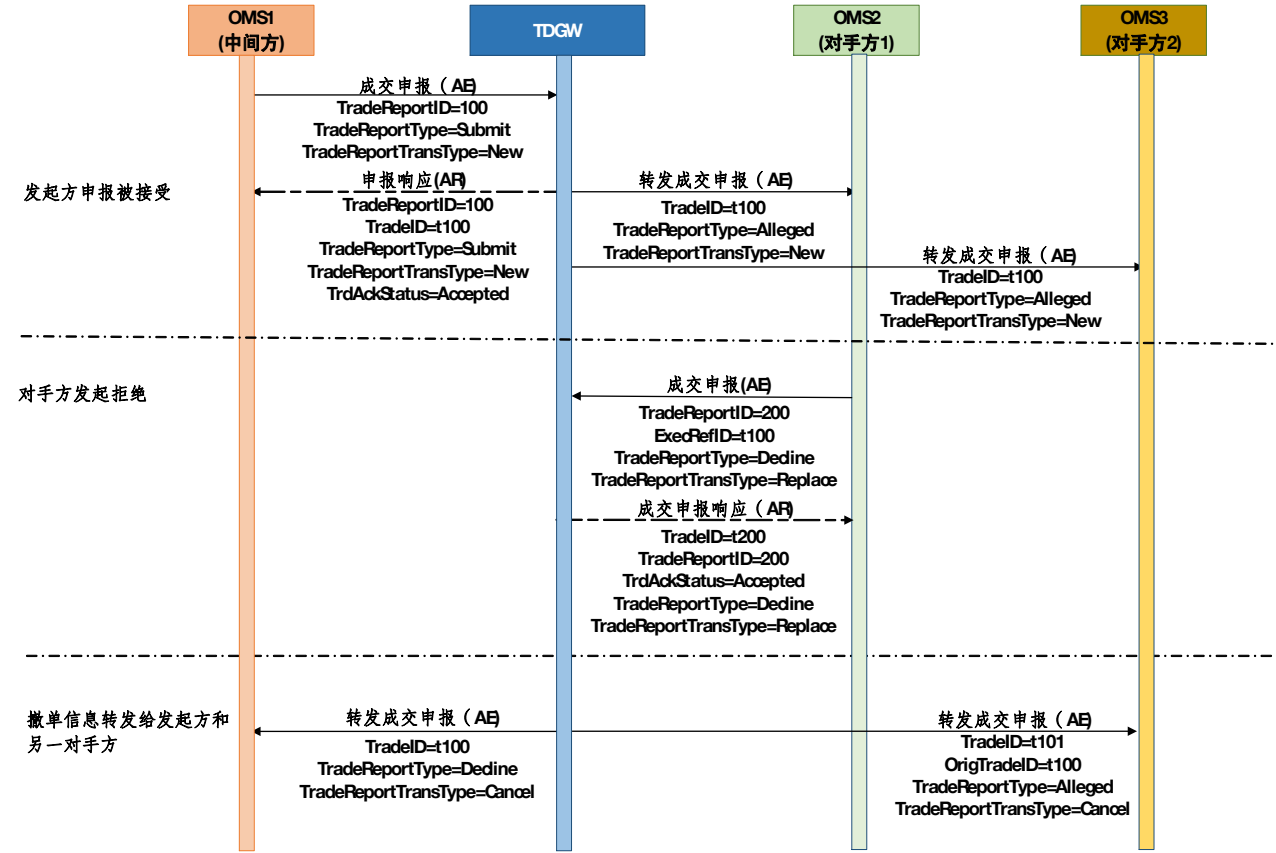 OMS1
(中间方)
TDGW
OMS2
(对手方1)
OMS3
(对手方2)
成交申报（AE)
TradeReportID=100
TradeReportType=Submit
TradeReportTransType=New
发起方申报被接受
申报响应(AR)
TradeReportID=100
TradeID=t100
TradeReportType=Submit
TradeReportTransType=New
TrdAckStatus=Accepted
转发成交申报（AE)
TradeID=t100
TradeReportType=Alleged
TradeReportTransType=New
转发成交申报（AE)
TradeID=t100
TradeReportType=Alleged
TradeReportTransType=New
对手方发起拒绝
成交申报(AE)
TradeReportID=200
ExecRefID=t100
TradeReportType=Decline
TradeReportTransType=Replace
成交申报响应（AR)
TradeID=t200
TradeReportID=200
TrdAckStatus=Accepted
TradeReportType=Decline
TradeReportTransType=Replace
撤单信息转发给发起方和
另一对手方
转发成交申报（AE)
TradeID=t100
TradeReportType=Decline
TradeReportTransType=Cancel
转发成交申报（AE)
TradeID=t101
OrigTradeID=t100
TradeReportType=Alleged
TradeReportTransType=Cancel